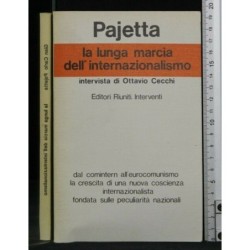 Pajetta
la lunga marcia
dell'internazionalismo
intervista di Ottavio Cecchi
Editori Riuniti Interventi
dal comintern all'eurocomunismo
la crescita di una nuova coscienza
internazionalista
fondata sulle peculiarità nazionali